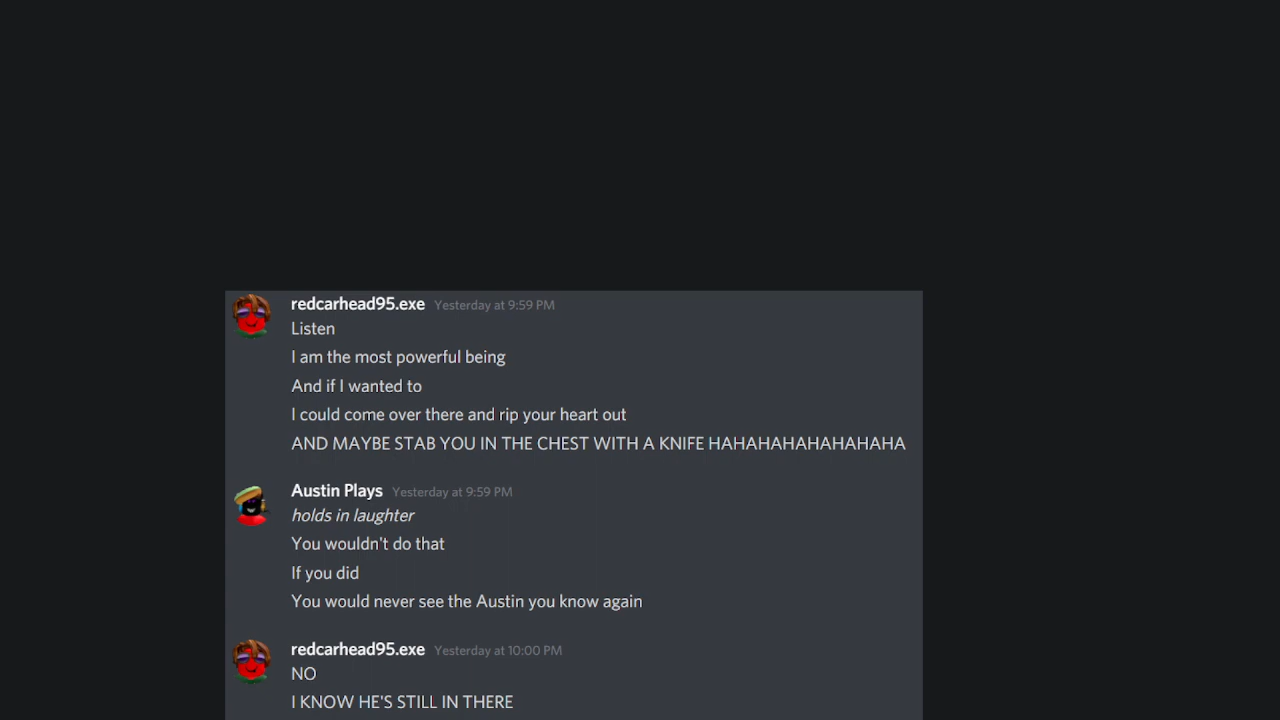 redcarhead95.exe Yesterday at 9:59 PM
Listen
I am the most powerful being
And if I wanted to
I could come over there and rip your heart out
AND MAYBE STAB YOU IN THE CHEST WITH A KNIFE HAHAHAHAHAHAHA
Austin Plays Yesterday at 9:59 PM
holds in laughter
You wouldn't do that
If you did
You would never see the Austin you know again
redcarhead95.exe Yesterday at 10:00 PM
NO
I KNOW HE'S STILL IN THERE